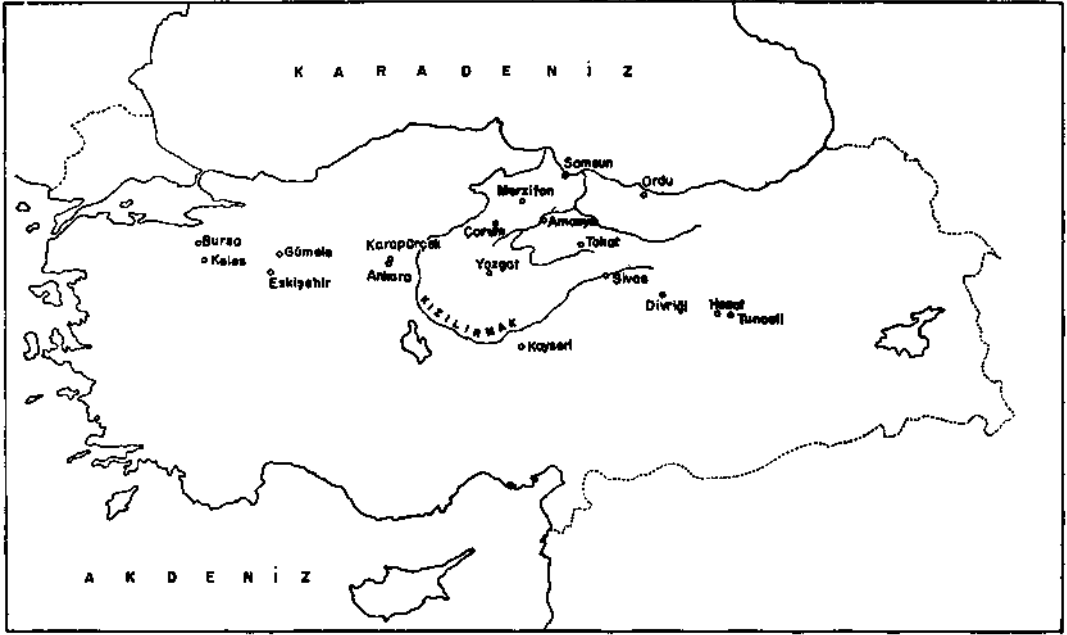 KARADENİZ
Samsun
Ordu
Merzifon
Amasya
Çorum
Bursa
Keles
Gümele
Eskişehir
Karapürçek
Ankara
Tokat
Yozgat
Sivas
Divriği
Hozat
Tunceli
KIZILIRMAK
Kayseri
AKDENİZ